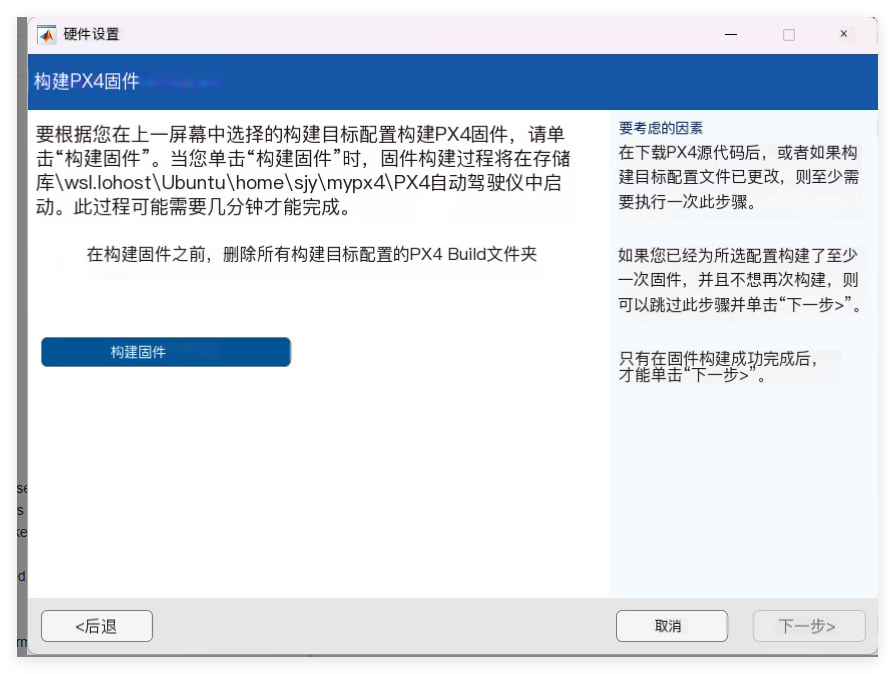 硬件设置
构建PX4固件
要根据您在上一屏幕中选择的构建目标配置构建PX4固件，请单
击“构建固件”。当您单击“构建固件”时，固件构建过程将在存储
库\wsl.lohost\Ubuntu\home\sjy\mypx4\PX4自动驾驶仪中启
动。此过程可能需要几分钟才能完成。
在构建固件之前，删除所有构建目标配置的PX4 Build文件夹
构建固件
要考虑的因素
在下载PX4源代码后，或者如果构
建目标配置文件已更改，则至少需
要执行一次此步骤。
如果您已经为所选配置构建了至少
一次固件，并且不想再次构建，则
可以跳过此步骤并单击“下一步>”。
只有在固件构建成功完成后，
才能单击“下一步>”。
<后退
取消
下一步>